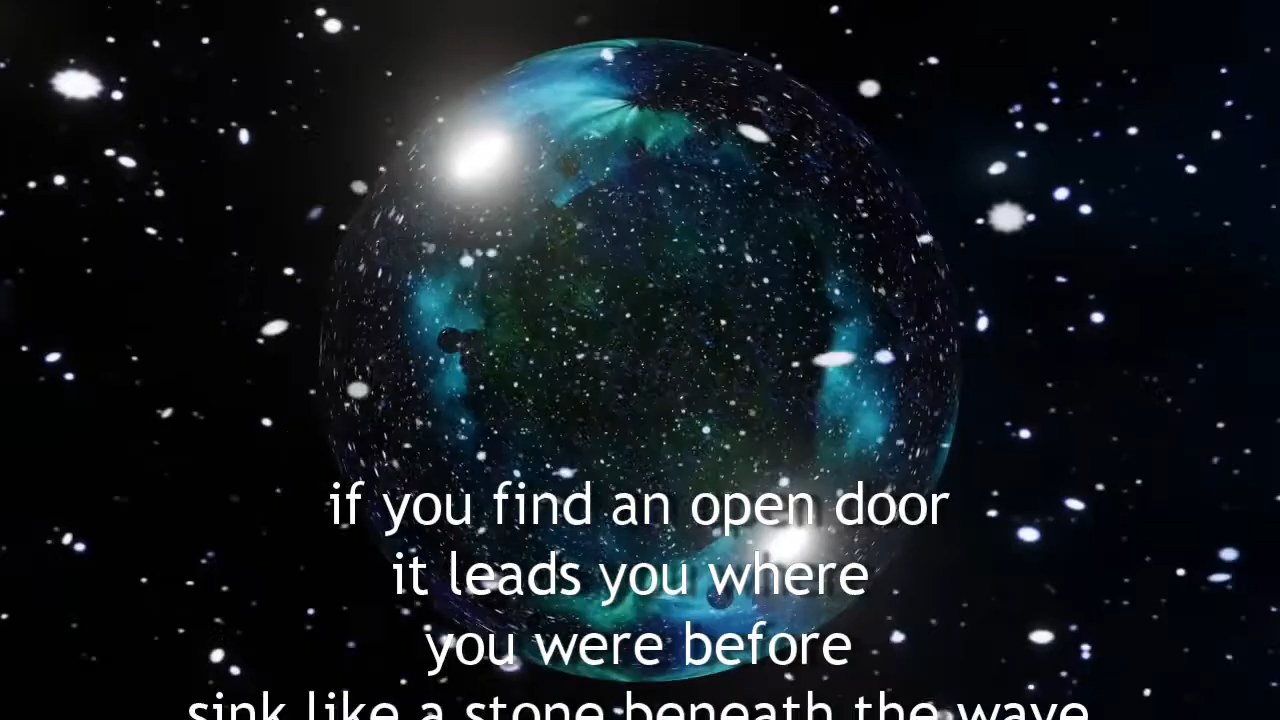 if you find an open door
it leads you where
you were before
sink like a stone beneath the wave